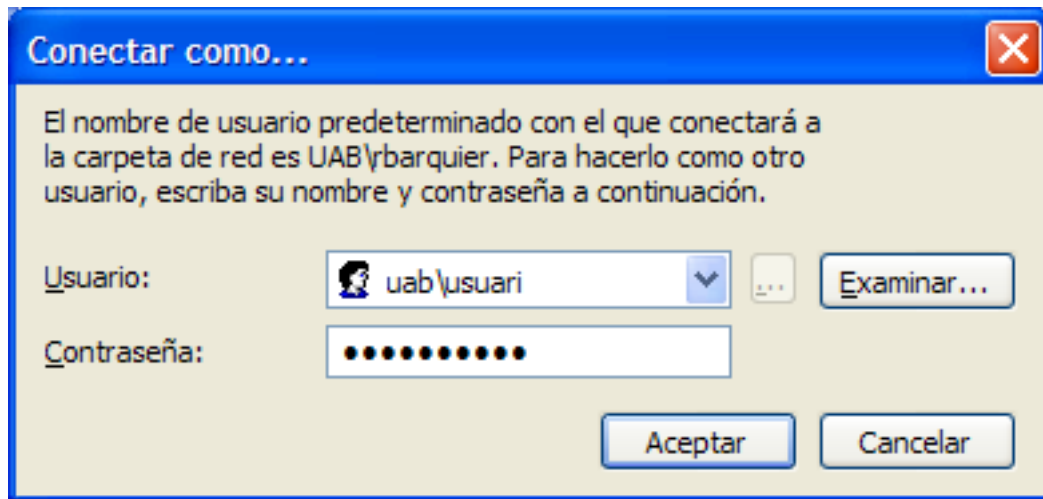 Conectar como...
El nombre de usuario predeterminado con el que conectará a
la carpeta de red es UAB\rbarquier. Para hacerlo como otro
usuario, escriba su nombre y contraseña a continuación.
Usuario: uab\usuari ... Examinar...
Contraseña: ••••••••••
Aceptar Cancelar